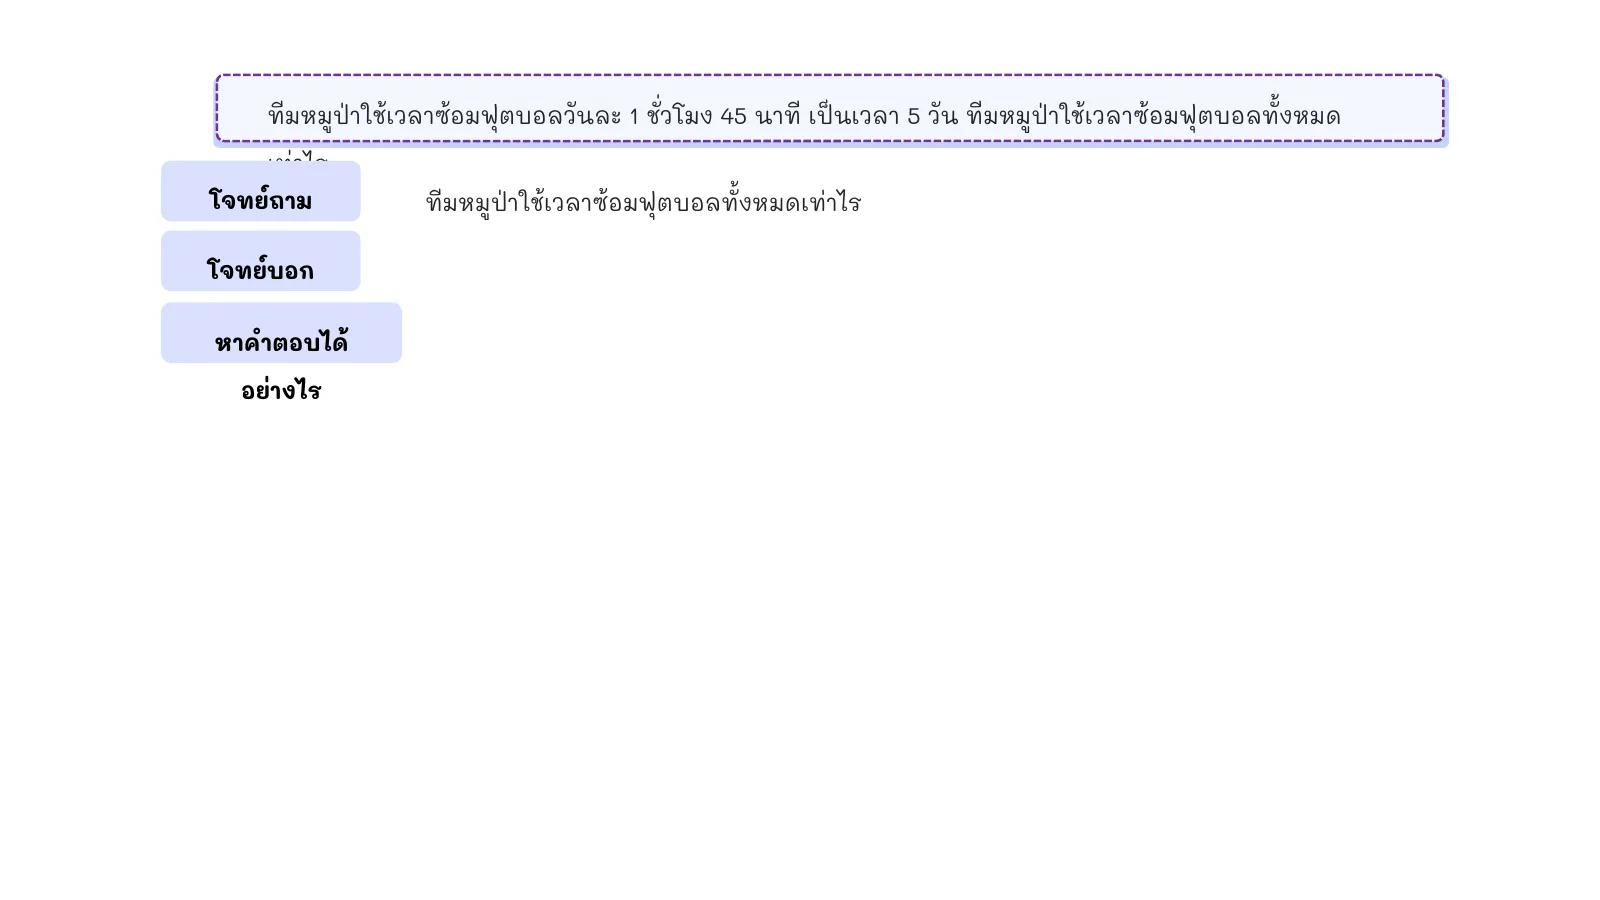 ทีมหมูป่าใช้เวลาซ้อมฟุตบอลวันละ 1 ชั่วโมง 45 นาที เป็นเวลา 5 วัน ทีมหมูป่าใช้เวลาซ้อมฟุตบอลทั้งหมด
เท่าไร
โจทย์ถาม
ทีมหมูป่าใช้เวลาซ้อมฟุตบอลทั้งหมดเท่าไร
โจทย์บอก
หาคำตอบได้
อย่างไร